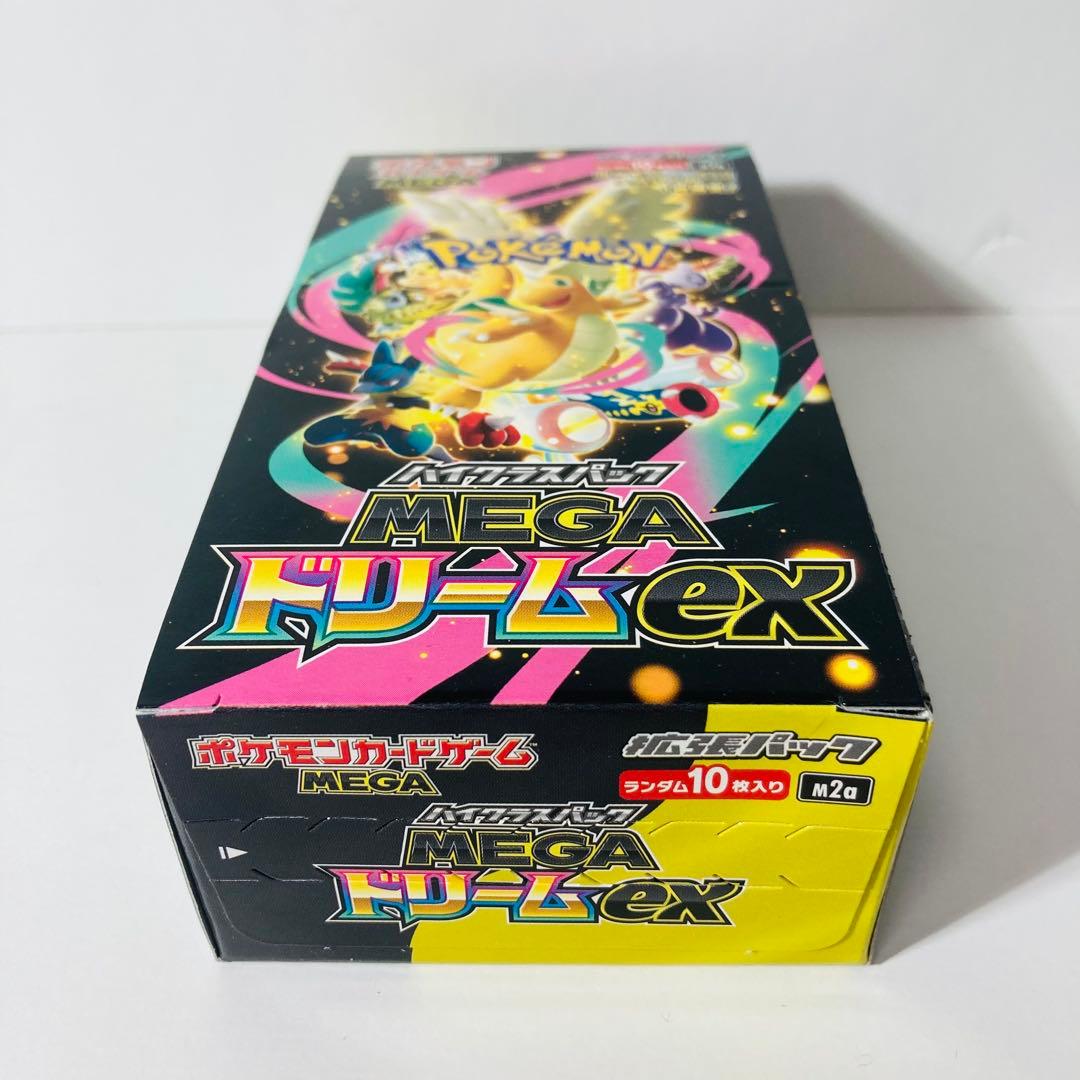 POKÉMON
ハイクラスパック
MEGA
ドリームex
ポケモンカードゲーム
MEGA
拡張パック
ランダム10枚入り
M2a
ハイクラスパック
MEGA
ドリームex